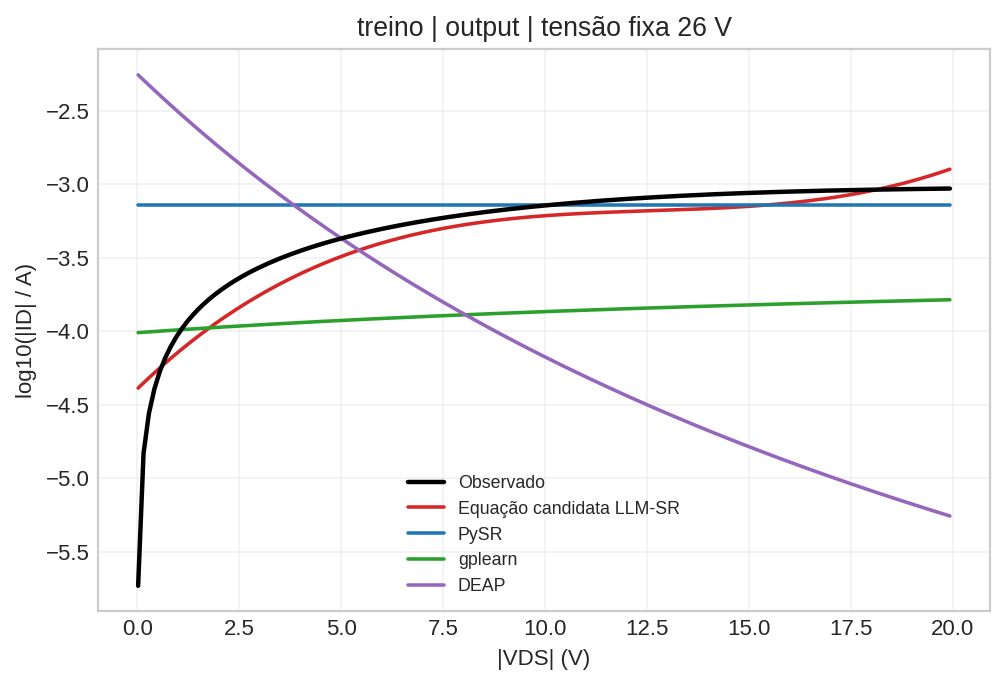 treino | output | tensão fixa 26 V
log10(|ID| / A)
−2.5
−3.0
−3.5
−4.0
−4.5
−5.0
−5.5
Observado
Equação candidata LLM-SR
PySR
gplearn
DEAP
0.0 2.5 5.0 7.5 10.0 12.5 15.0 17.5 20.0
|VDS| (V)